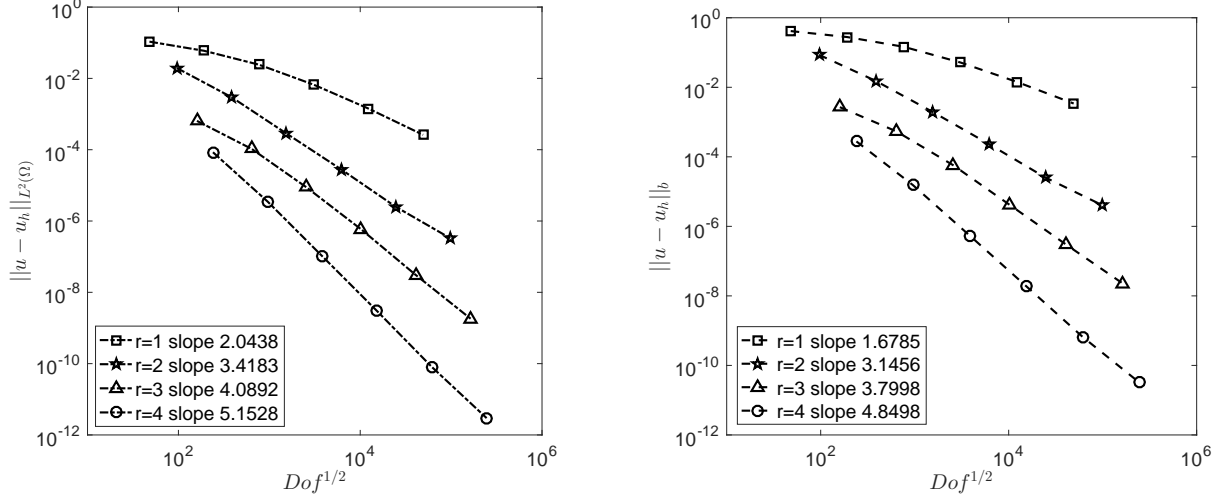 10^0
10^-2
10^-4
10^-6
10^-8
10^-10
10^-12
||u − u_h||_{L^2(Ω)}
r=1 slope 2.0438
r=2 slope 3.4183
r=3 slope 4.0892
r=4 slope 5.1528
10^2 10^4 10^6
Dof^{1/2}
10^0
10^-2
10^-4
10^-6
10^-8
10^-10
10^-12
||u − u_h||_b
r=1 slope 1.6785
r=2 slope 3.1456
r=3 slope 3.7998
r=4 slope 4.8498
10^2 10^4 10^6
Dof^{1/2}